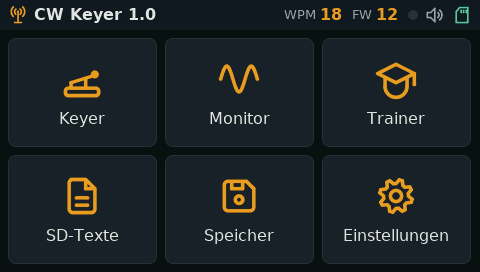 CW Keyer 1.0 WPM 18 FW 12
Keyer Monitor Trainer
SD-Texte Speicher Einstellungen